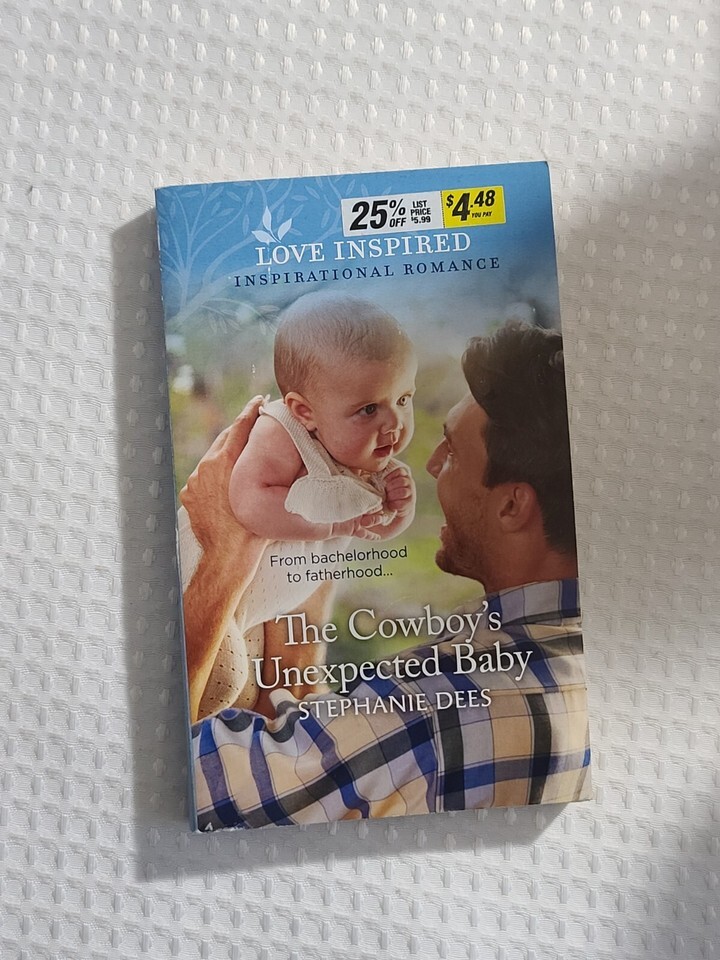 25% OFF LIST PRICE $5.99 $4.48 YOU PAY
LOVE INSPIRED
INSPIRATIONAL ROMANCE
From bachelorhood
to fatherhood...
The Cowboy's
Unexpected Baby
STEPHANIE DEES